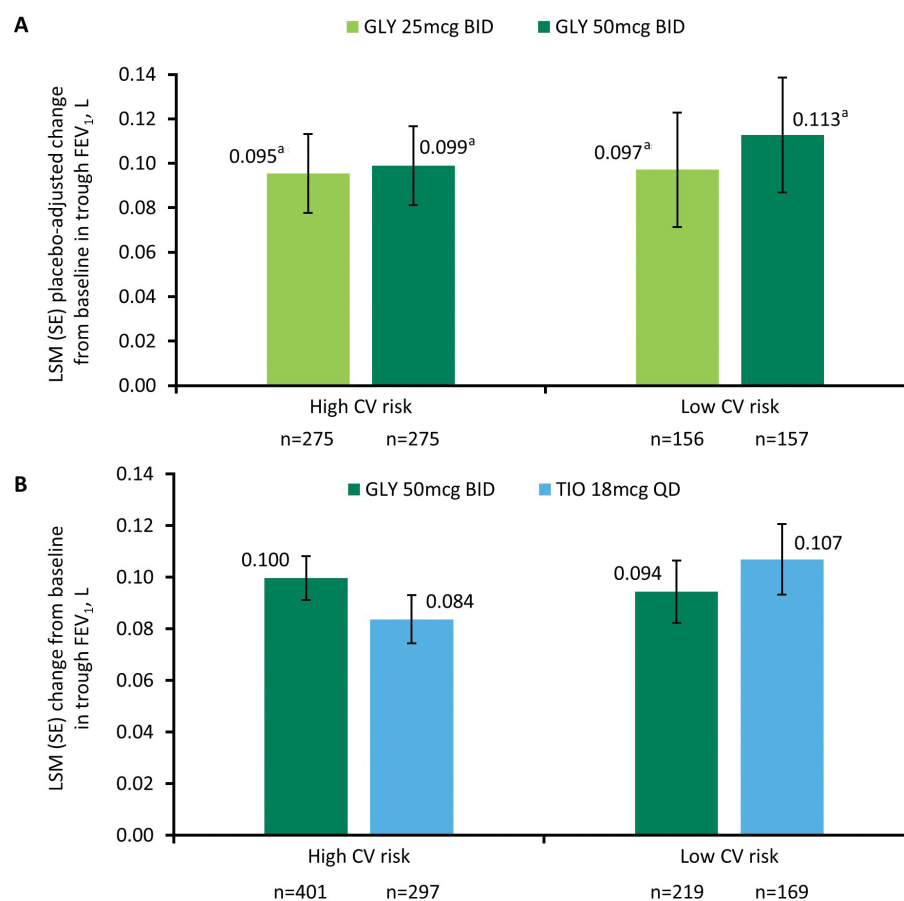 A
GLY 25mcg BID GLY 50mcg BID
LSM (SE) placebo-adjusted change
from baseline in trough FEV₁, L
0.14
0.12
0.10
0.08
0.06
0.04
0.02
0.00
0.095ᵃ
0.099ᵃ
0.097ᵃ
0.113ᵃ
High CV risk Low CV risk
n=275 n=275 n=156 n=157
B
GLY 50mcg BID TIO 18mcg QD
LSM (SE) change from baseline
in trough FEV₁, L
0.14
0.12
0.10
0.08
0.06
0.04
0.02
0.00
0.100
0.084
0.094
0.107
High CV risk Low CV risk
n=401 n=297 n=219 n=169